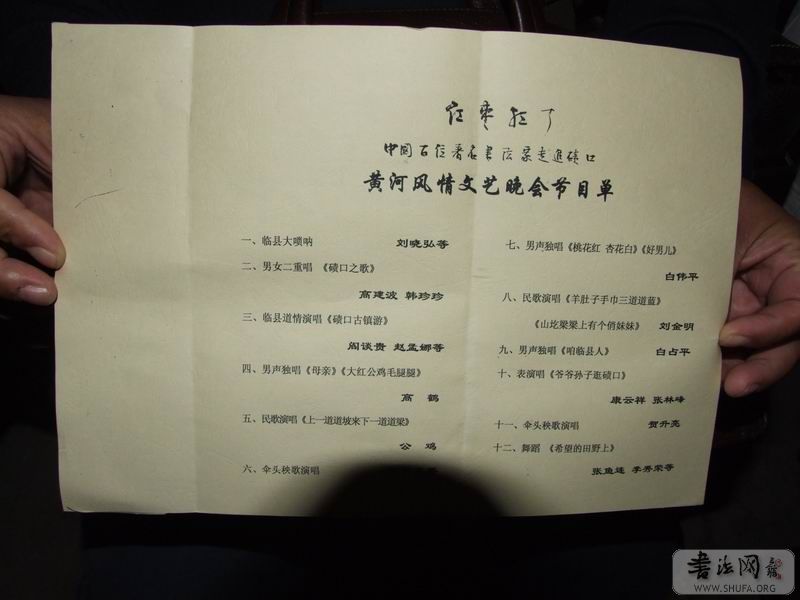 红枣红了
中国百位著名书法家走进碛口
黄河风情文艺晚会节目单
一、临县大唢呐 刘晓弘等
二、男女二重唱 《碛口之歌》
高建波 韩珍珍
三、临县道情演唱《碛口古镇游》
阎谈贵 赵孟娜等
四、男声独唱《母亲》《大红公鸡毛腿腿》
高 鹤
五、民歌演唱《上一道道坡来下一道道梁》
公 鸡
六、伞头秧歌演唱
七、男声独唱《桃花红 杏花白》《好男儿》
白伟平
八、民歌演唱《羊肚子手巾三道道蓝》
《山圪梁梁上有个俏妹妹》 刘金明
九、男声独唱《咱临县人》 白占平
十、表演唱《爷爷孙子逛碛口》
康云祥 张林峰
十一、伞头秧歌演唱 贺升亮
十二、舞蹈 《希望的田野上》
张鱼连 李秀荣等
书法网
WWW.SHUFA.ORG